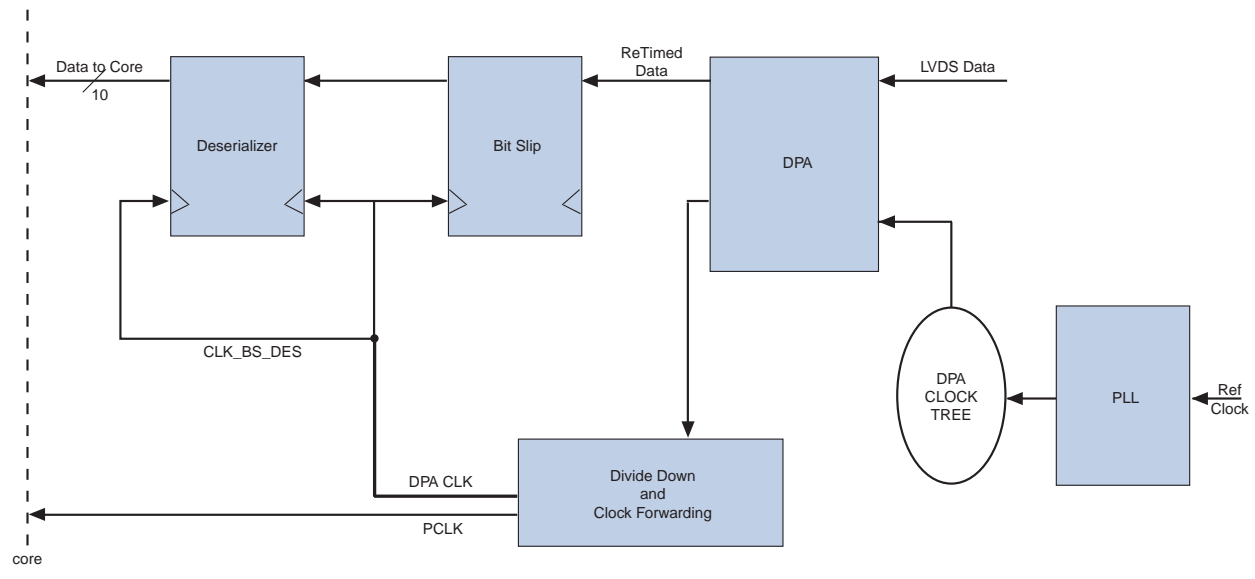 Data to Core
10
Deserializer
Bit Slip
ReTimed
Data
DPA
LVDS Data
CLK_BS_DES
DPA
CLOCK
TREE
PLL
Ref
Clock
DPA CLK
Divide Down
and
Clock Forwarding
PCLK
core